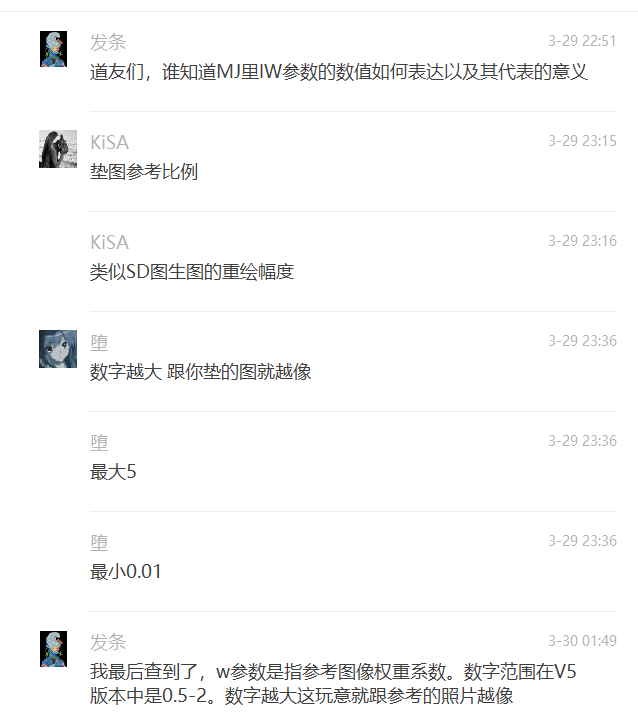 发条
3-29 22:51
道友们，谁知道MJ里IW参数的数值如何表达以及其代表的意义
KiSA
3-29 23:15
垫图参考比例
KiSA
3-29 23:16
类似SD图生图的重绘幅度
堕
3-29 23:36
数字越大 跟你垫的图就越像
堕
3-29 23:36
最大5
堕
3-29 23:36
最小0.01
发条
3-30 01:49
我最后查到了，w参数是指参考图像权重系数。数字范围在V5
版本中是0.5-2。数字越大这玩意就跟参考的照片越像